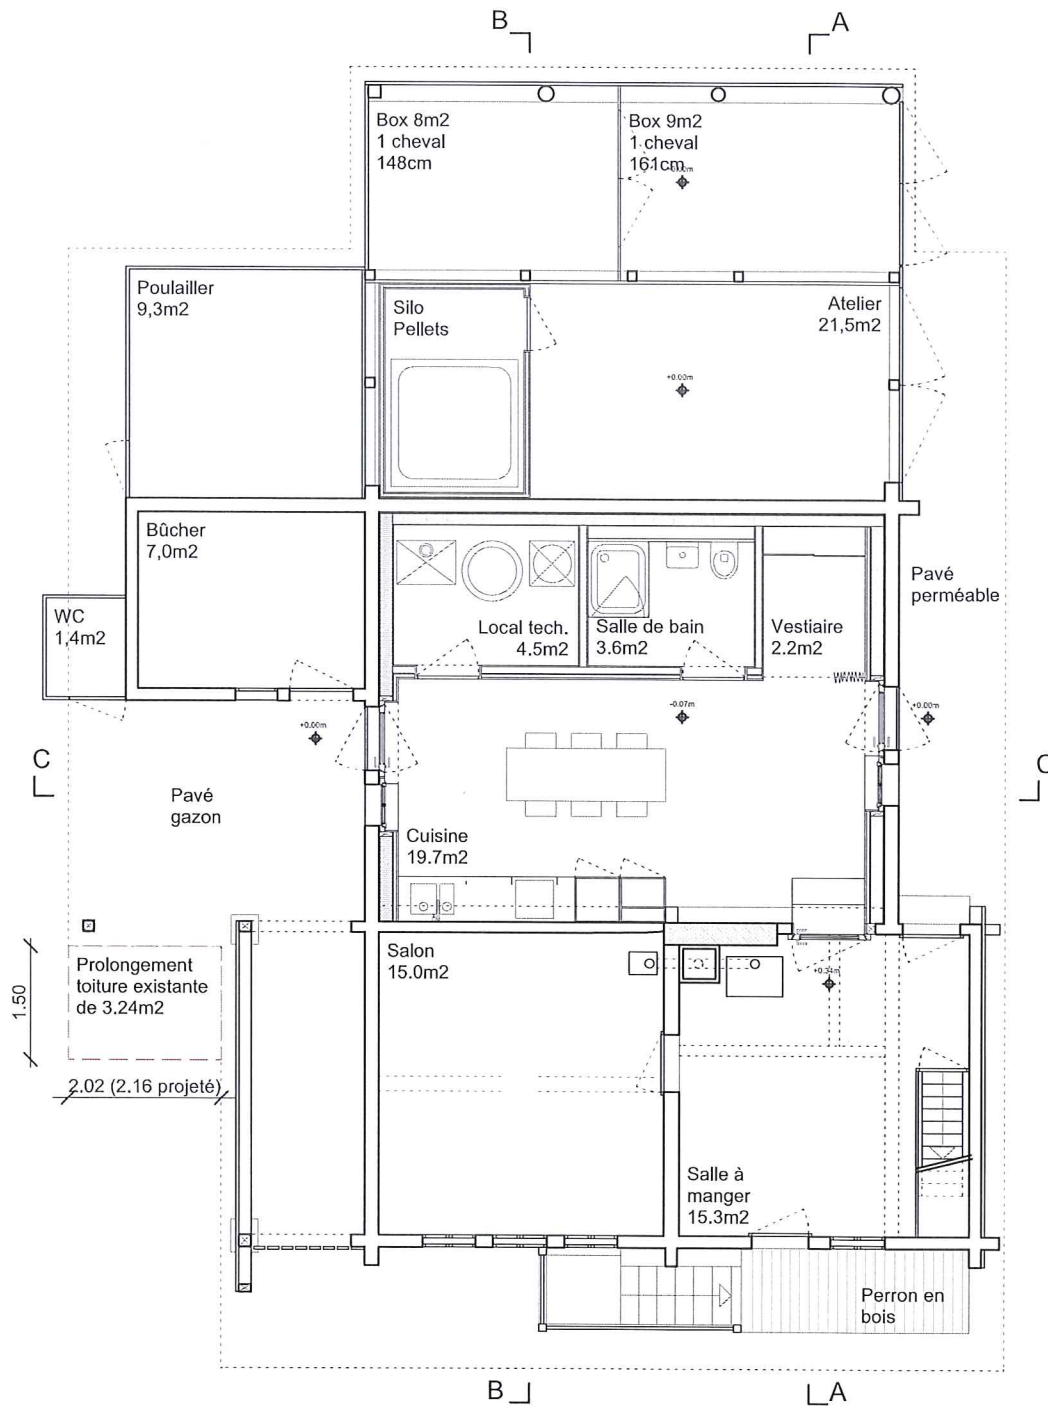 B
A
Box 8m2
1 cheval
148cm
Box 9m2
1 cheval
161cm
Poulailler
9,3m2
Silo
Pellets
Atelier
21,5m2
+0.00m
Bûcher
7,0m2
WC
1,4m2
Local tech.
4.5m2
Salle de bain
3.6m2
Vestiaire
2.2m2
Pavé
perméable
+0.00m
-0.07m
+0.00m
C
C
Pavé
gazon
Cuisine
19.7m2
Salon
15.0m2
+0.34m
Prolongement
toiture existante
de 3.24m2
1.50
2.02 (2.16 projeté)
Salle à
manger
15.3m2
Perron en
bois
B
A